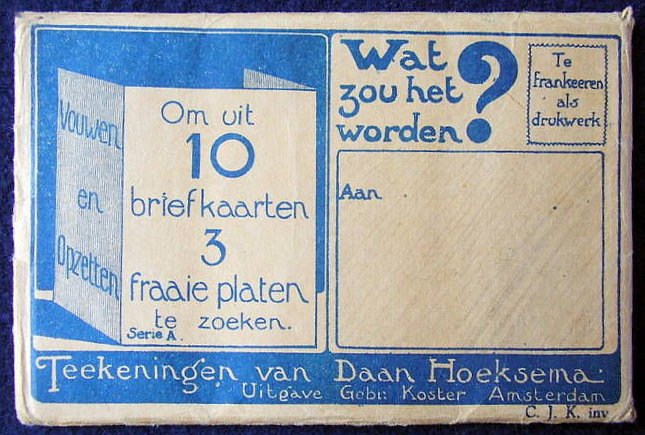 Vouwen
en
Opzetten
Om uit
10
briefkaarten
3
fraaie platen
te zoeken.
Serie A.
Wat
zou het
worden?
Te
frankeeren
als
drukwerk
Aan
Teekeningen van Daan Hoeksema
Uitgave Gebr: Koster Amsterdam
C. J. K. inv